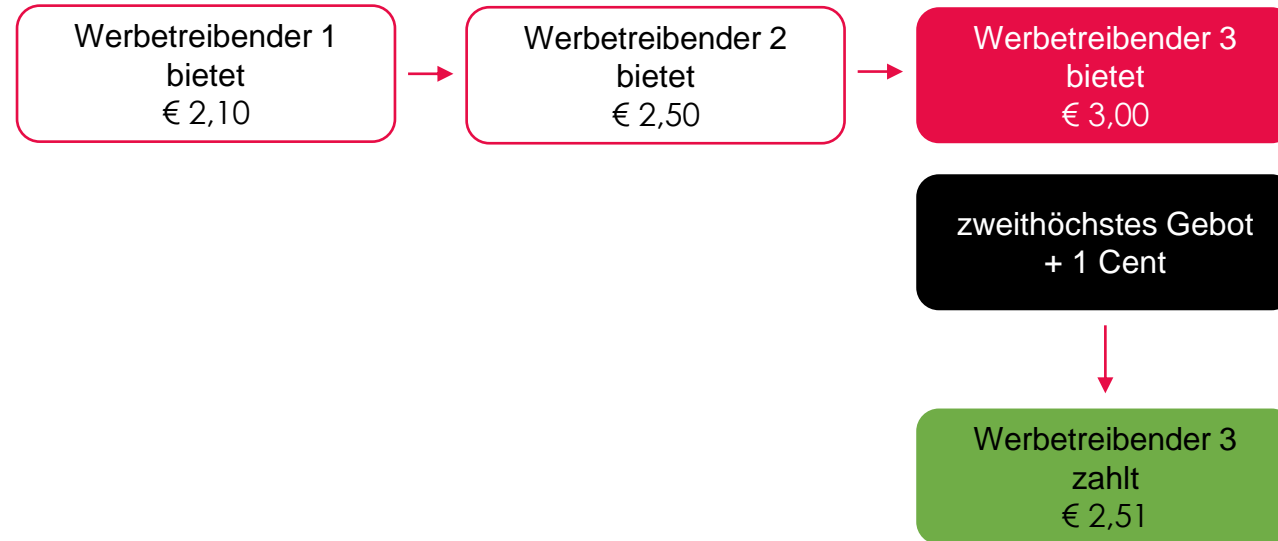 Werbetreibender 1
bietet
€ 2,10
Werbetreibender 2
bietet
€ 2,50
Werbetreibender 3
bietet
€ 3,00
zweithöchstes Gebot
+ 1 Cent
Werbetreibender 3
zahlt
€ 2,51